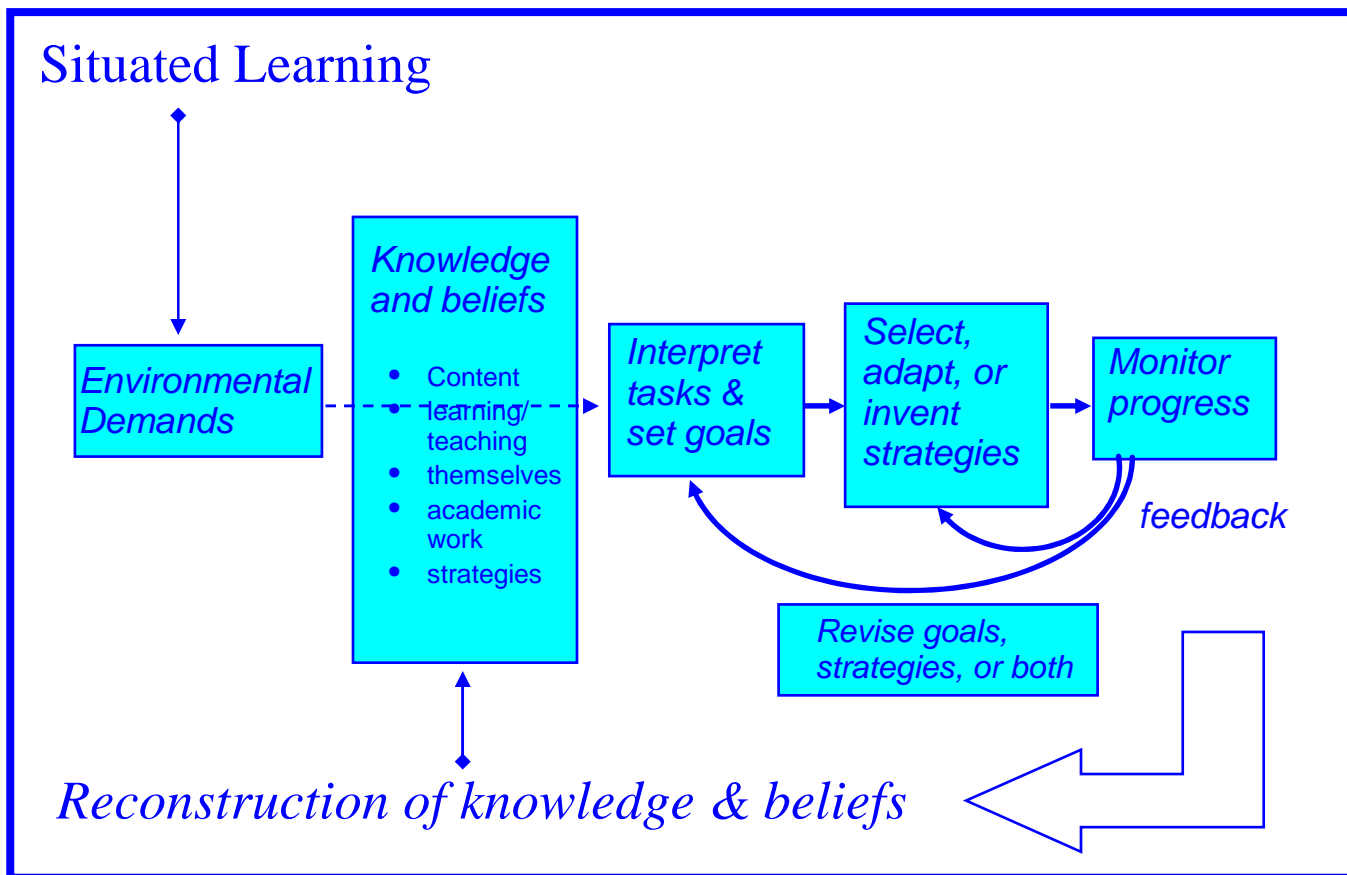 Situated Learning
Environmental
Demands
Knowledge
and beliefs
• Content
• learning/
teaching
• themselves
• academic
work
• strategies
Interpret
tasks &
set goals
Select,
adapt, or
invent
strategies
Monitor
progress
feedback
Revise goals,
strategies, or both
Reconstruction of knowledge & beliefs